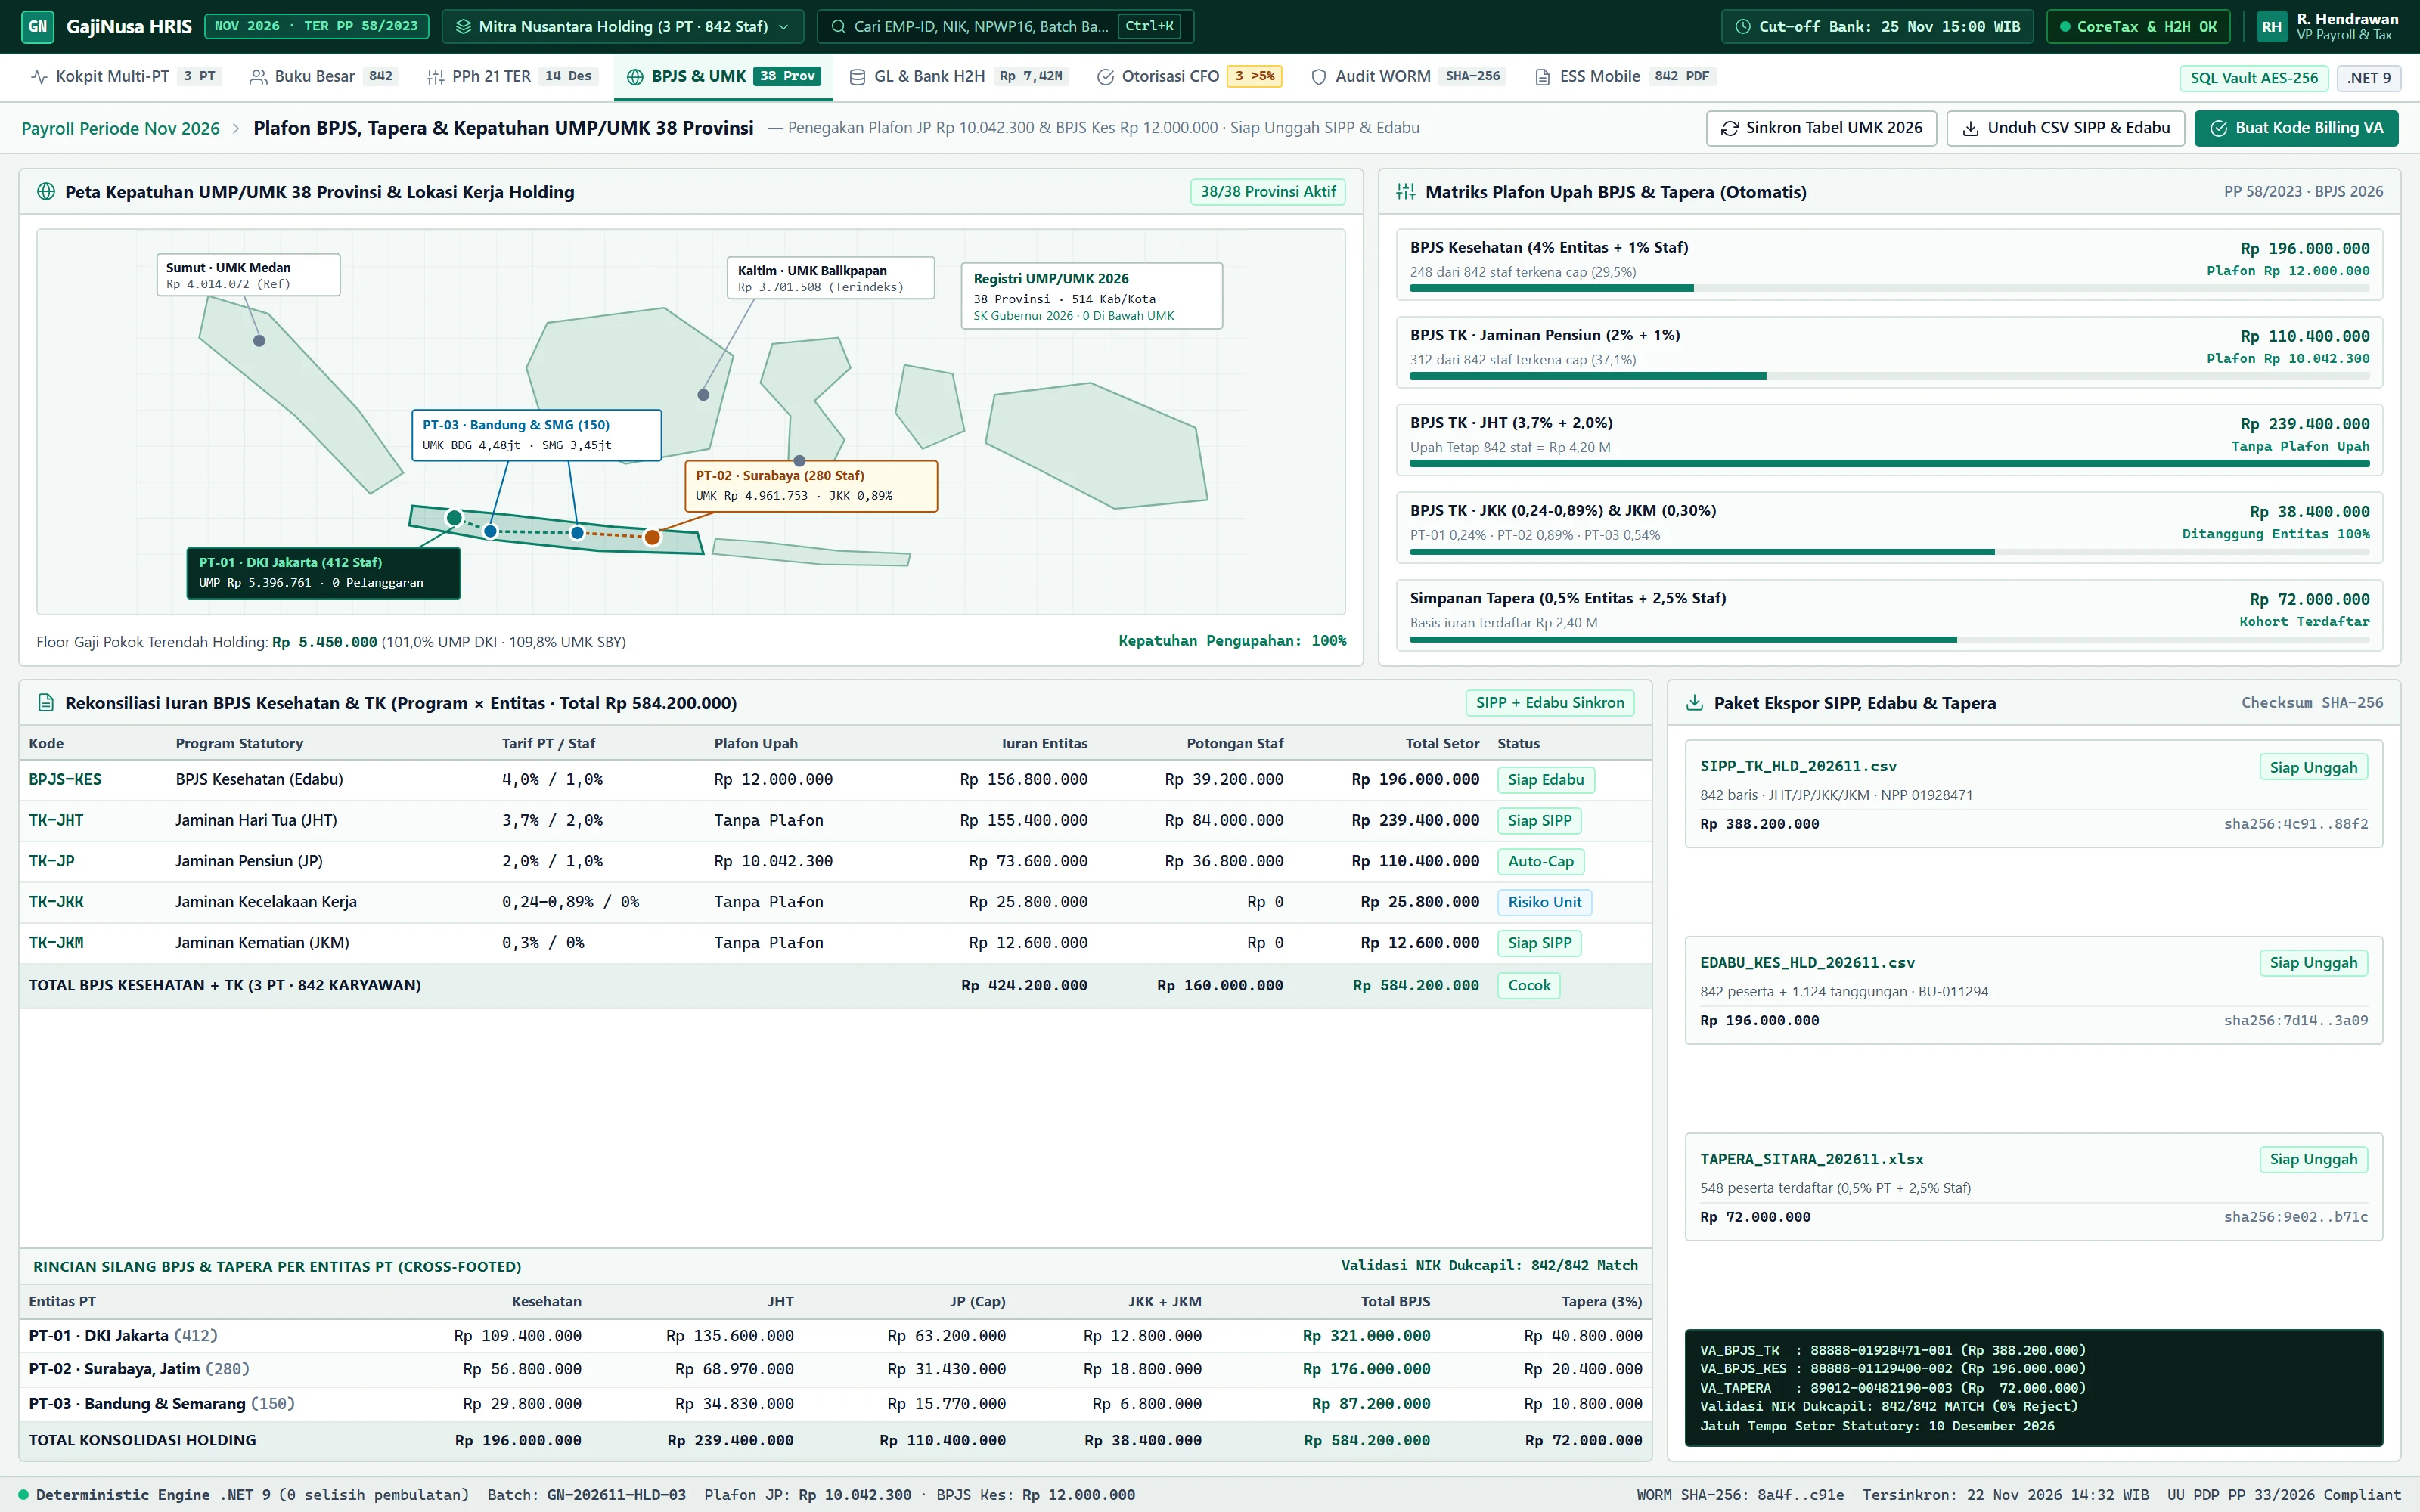 GN GajiNusa HRIS NOV 2026 · TER PP 58/2023 Mitra Nusantara Holding (3 PT · 842 Staf) Cari EMP-ID, NIK, NPWP16, Batch Ba... Ctrl+K Cut-off Bank: 25 Nov 15:00 WIB CoreTax & H2H OK RH R. Hendrawan
VP Payroll & Tax
Kokpit Multi-PT 3 PT Buku Besar 842 PPh 21 TER 14 Des BPJS & UMK 38 Prov GL & Bank H2H Rp 7,42M Otorisasi CFO 3 >5% Audit WORM SHA-256 ESS Mobile 842 PDF SQL Vault AES-256 .NET 9
Payroll Periode Nov 2026 > Plafon BPJS, Tapera & Kepatuhan UMP/UMK 38 Provinsi — Penegakan Plafon JP Rp 10.042.300 & BPJS Kes Rp 12.000.000 · Siap Unggah SIPP & Edabu Sinkron Tabel UMK 2026 Unduh CSV SIPP & Edabu Buat Kode Billing VA
Peta Kepatuhan UMP/UMK 38 Provinsi & Lokasi Kerja Holding 38/38 Provinsi Aktif
Sumut · UMK Medan
Rp 4.014.072 (Ref)
Kaltim · UMK Balikpapan
Rp 3.701.508 (Terindeks)
Registri UMP/UMK 2026
38 Provinsi · 514 Kab/Kota
SK Gubernur 2026 · 0 Di Bawah UMK
PT-03 · Bandung & SMG (150)
UMK BDG 4,48jt · SMG 3,45jt
PT-02 · Surabaya (280 Staf)
UMK Rp 4.961.753 · JKK 0,89%
PT-01 · DKI Jakarta (412 Staf)
UMP Rp 5.396.761 · 0 Pelanggaran
Floor Gaji Pokok Terendah Holding: Rp 5.450.000 (101,0% UMP DKI · 109,8% UMK SBY) Kepatuhan Pengupahan: 100%
Matriks Plafon Upah BPJS & Tapera (Otomatis) PP 58/2023 · BPJS 2026
BPJS Kesehatan (4% Entitas + 1% Staf) Rp 196.000.000
248 dari 842 staf terkena cap (29,5%) Plafon Rp 12.000.000
BPJS TK · Jaminan Pensiun (2% + 1%) Rp 110.400.000
312 dari 842 staf terkena cap (37,1%) Plafon Rp 10.042.300
BPJS TK · JHT (3,7% + 2,0%) Rp 239.400.000
Upah Tetap 842 staf = Rp 4,20 M Tanpa Plafon Upah
BPJS TK · JKK (0,24-0,89%) & JKM (0,30%) Rp 38.400.000
PT-01 0,24% · PT-02 0,89% · PT-03 0,54% Ditanggung Entitas 100%
Simpanan Tapera (0,5% Entitas + 2,5% Staf) Rp 72.000.000
Basis iuran terdaftar Rp 2,40 M Kohort Terdaftar
Rekonsiliasi Iuran BPJS Kesehatan & TK (Program × Entitas · Total Rp 584.200.000) SIPP + Edabu Sinkron
Kode Program Statutory Tarif PT / Staf Plafon Upah Iuran Entitas Potongan Staf Total Setor Status
BPJS-KES BPJS Kesehatan (Edabu) 4,0% / 1,0% Rp 12.000.000 Rp 156.800.000 Rp 39.200.000 Rp 196.000.000 Siap Edabu
TK-JHT Jaminan Hari Tua (JHT) 3,7% / 2,0% Tanpa Plafon Rp 155.400.000 Rp 84.000.000 Rp 239.400.000 Siap SIPP
TK-JP Jaminan Pensiun (JP) 2,0% / 1,0% Rp 10.042.300 Rp 73.600.000 Rp 36.800.000 Rp 110.400.000 Auto-Cap
TK-JKK Jaminan Kecelakaan Kerja 0,24-0,89% / 0% Tanpa Plafon Rp 25.800.000 Rp 0 Rp 25.800.000 Risiko Unit
TK-JKM Jaminan Kematian (JKM) 0,3% / 0% Tanpa Plafon Rp 12.600.000 Rp 0 Rp 12.600.000 Siap SIPP
TOTAL BPJS KESEHATAN + TK (3 PT · 842 KARYAWAN) Rp 424.200.000 Rp 160.000.000 Rp 584.200.000 Cocok
RINCIAN SILANG BPJS & TAPERA PER ENTITAS PT (CROSS-FOOTED) Validasi NIK Dukcapil: 842/842 Match
Entitas PT Kesehatan JHT JP (Cap) JKK + JKM Total BPJS Tapera (3%)
PT-01 · DKI Jakarta (412) Rp 109.400.000 Rp 135.600.000 Rp 63.200.000 Rp 12.800.000 Rp 321.000.000 Rp 40.800.000
PT-02 · Surabaya, Jatim (280) Rp 56.800.000 Rp 68.970.000 Rp 31.430.000 Rp 18.800.000 Rp 176.000.000 Rp 20.400.000
PT-03 · Bandung & Semarang (150) Rp 29.800.000 Rp 34.830.000 Rp 15.770.000 Rp 6.800.000 Rp 87.200.000 Rp 10.800.000
TOTAL KONSOLIDASI HOLDING Rp 196.000.000 Rp 239.400.000 Rp 110.400.000 Rp 38.400.000 Rp 584.200.000 Rp 72.000.000
Paket Ekspor SIPP, Edabu & Tapera Checksum SHA-256
SIPP_TK_HLD_202611.csv Siap Unggah
842 baris · JHT/JP/JKK/JKM · NPP 01928471
Rp 388.200.000 sha256:4c91..88f2
EDABU_KES_HLD_202611.csv Siap Unggah
842 peserta + 1.124 tanggungan · BU-011294
Rp 196.000.000 sha256:7d14..3a09
TAPERA_SITARA_202611.xlsx Siap Unggah
548 peserta terdaftar (0,5% PT + 2,5% Staf)
Rp 72.000.000 sha256:9e02..b71c
VA_BPJS_TK : 88888-01928471-001 (Rp 388.200.000)
VA_BPJS_KES : 88888-01129400-002 (Rp 196.000.000)
VA_TAPERA : 89012-00482190-003 (Rp 72.000.000)
Validasi NIK Dukcapil: 842/842 MATCH (0% Reject)
Jatuh Tempo Setor Statutory: 10 Desember 2026
Deterministic Engine .NET 9 (0 selisih pembulatan) Batch: GN-202611-HLD-03 Plafon JP: Rp 10.042.300 · BPJS Kes: Rp 12.000.000 WORM SHA-256: 8a4f..c91e Tersinkron: 22 Nov 2026 14:32 WIB UU PDP PP 33/2026 Compliant